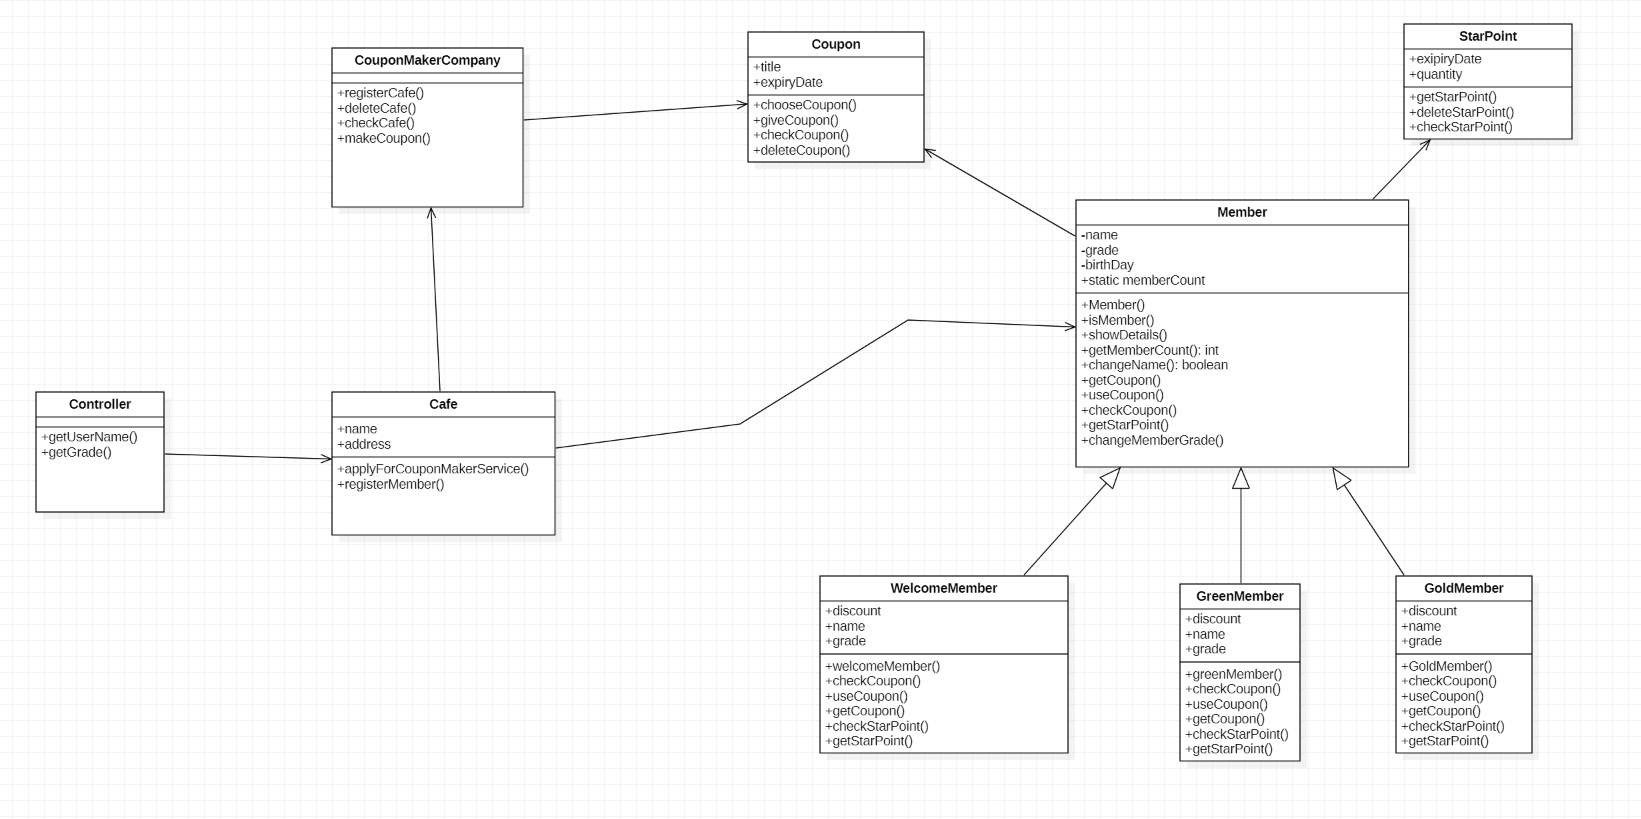 CouponMakerCompany
+registerCafe()
+deleteCafe()
+checkCafe()
+makeCoupon()
Coupon
+title
+expiryDate
+chooseCoupon()
+giveCoupon()
+checkCoupon()
+deleteCoupon()
StarPoint
+exipiryDate
+quantity
+getStarPoint()
+deleteStarPoint()
+checkStarPoint()
Member
-name
-grade
-birthDay
+static memberCount
+Member()
+isMember()
+showDetails()
+getMemberCount(): int
+changeName(): boolean
+getCoupon()
+useCoupon()
+checkCoupon()
+getStarPoint()
+changeMemberGrade()
Controller
+getUserName()
+getGrade()
Cafe
+name
+address
+applyForCouponMakerService()
+registerMember()
WelcomeMember
+discount
+name
+grade
+welcomeMember()
+checkCoupon()
+useCoupon()
+getCoupon()
+checkStarPoint()
+getStarPoint()
GreenMember
+discount
+name
+grade
+greenMember()
+checkCoupon()
+useCoupon()
+getCoupon()
+checkStarPoint()
+getStarPoint()
GoldMember
+discount
+name
+grade
+GoldMember()
+checkCoupon()
+useCoupon()
+getCoupon()
+checkStarPoint()
+getStarPoint()